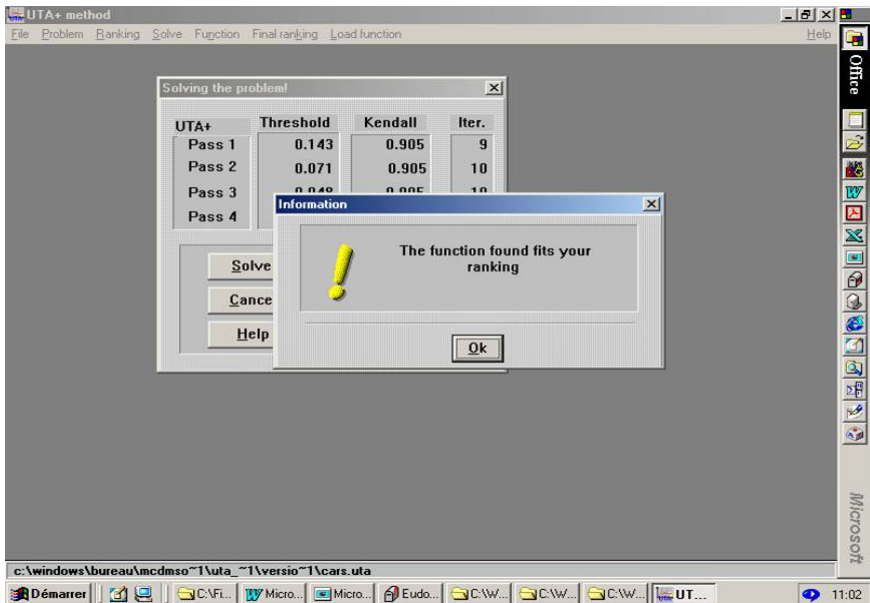 UTA+ method
File Problem Ranking Solve Function Final ranking Load function Help
Office
Solving the problem!
UTA+ Threshold Kendall Iter.
Pass 1 0.143 0.905 9
Pass 2 0.071 0.905 10
Pass 3
Pass 4
Information
The function found fits your
ranking
Solve
Cance
Help
Ok
Microsoft
c:\windows\bureau\mcdmso~1\uta_~1\versio~1\cars.uta
Démarrer C:\Fi... Micro... Micro... Eudo... C:\W... C:\W... C:\W... UT... 11:02